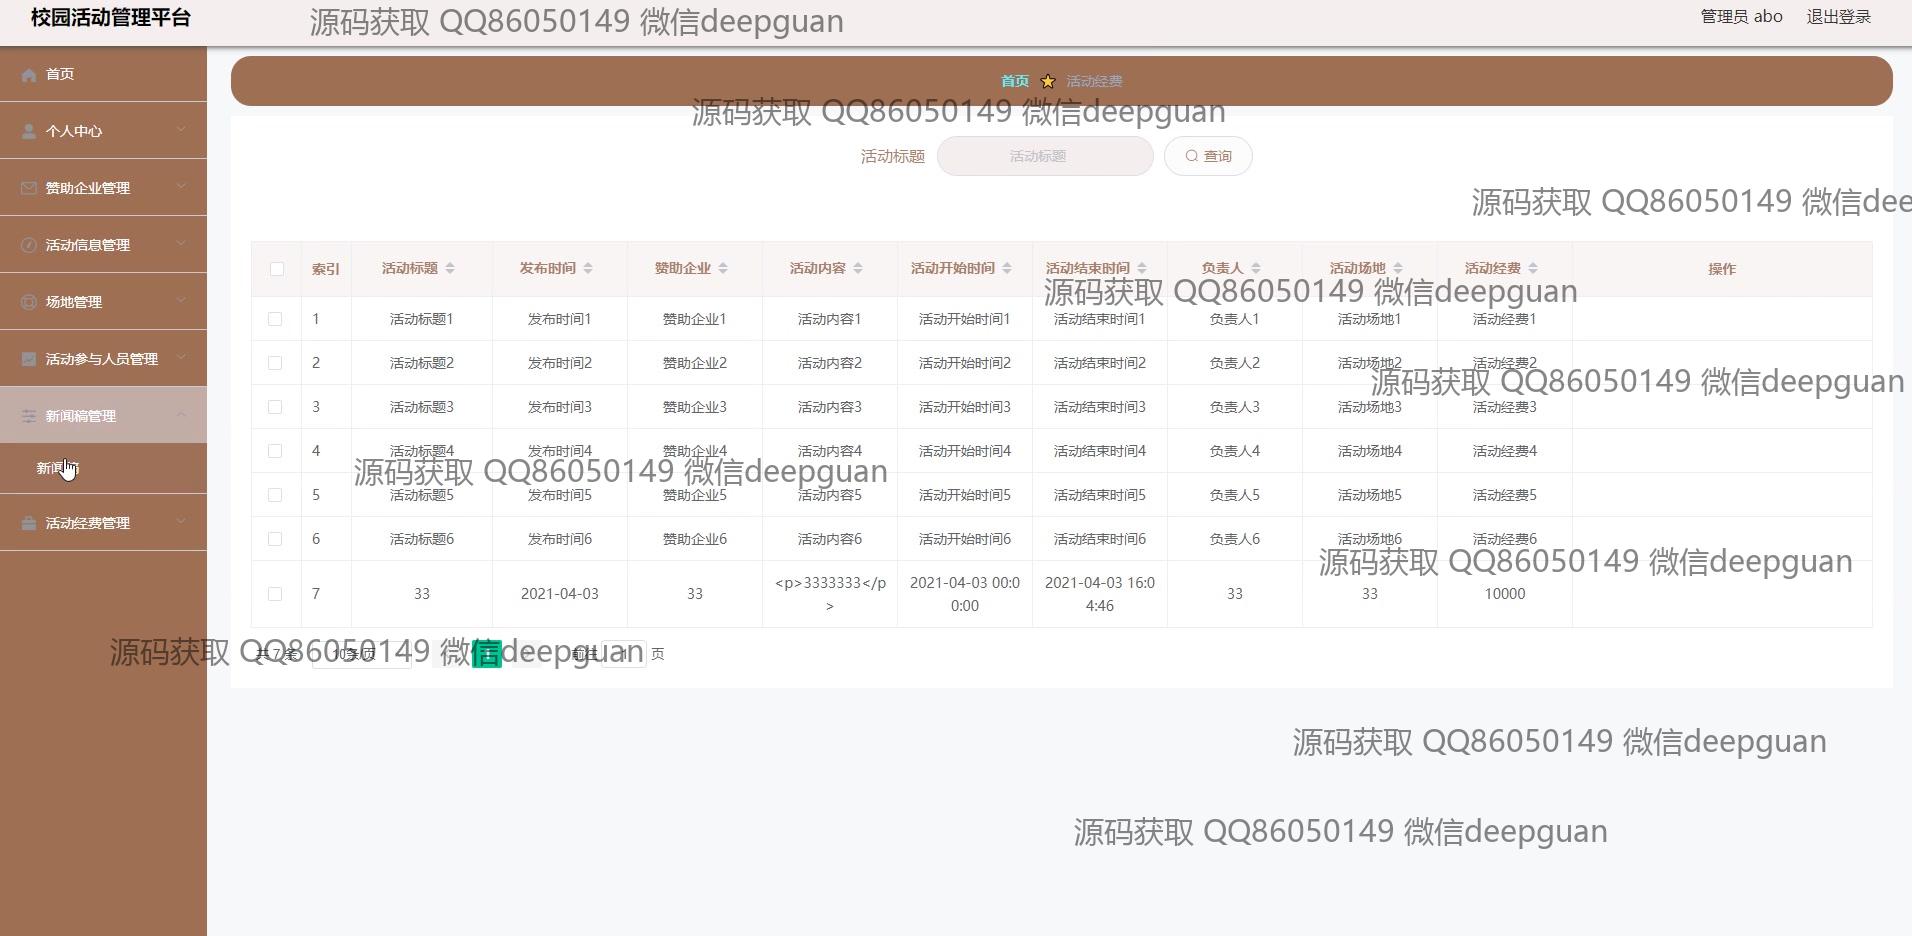 校园活动管理平台
源码获取 QQ86050149 微信deepguan
管理员 abo 退出登录
首页
个人中心
赞助企业管理
活动信息管理
场地管理
活动参与人员管理
新闻稿管理
新闻稿
活动经费管理
首页 活动经费
源码获取 QQ86050149 微信deepguan
活动标题 活动标题 查询
源码获取 QQ86050149 微信dee
索引 活动标题 发布时间 赞助企业 活动内容 活动开始时间 活动结束时间 负责人 活动场地 活动经费 操作
源码获取 QQ86050149 微信deepguan
1 活动标题1 发布时间1 赞助企业1 活动内容1 活动开始时间1 活动结束时间1 负责人1 活动场地1 活动经费1
2 活动标题2 发布时间2 赞助企业2 活动内容2 活动开始时间2 活动结束时间2 负责人2 活动场地2 活动经费2
源码获取 QQ86050149 微信deepguan
3 活动标题3 发布时间3 赞助企业3 活动内容3 活动开始时间3 活动结束时间3 负责人3 活动场地3 活动经费3
4 活动标题4 发布时间4 赞助企业4 活动内容4 活动开始时间4 活动结束时间4 负责人4 活动场地4 活动经费4
源码获取 QQ86050149 微信deepguan
5 活动标题5 发布时间5 赞助企业5 活动内容5 活动开始时间5 活动结束时间5 负责人5 活动场地5 活动经费5
6 活动标题6 发布时间6 赞助企业6 活动内容6 活动开始时间6 活动结束时间6 负责人6 活动场地6 活动经费6
源码获取 QQ86050149 微信deepguan
7 33 2021-04-03 33 <p>3333333</p 2021-04-03 00:0 2021-04-03 16:0 33 33 10000
> 0:00 4:46
共 7 条 10条/页 1 前往 1 页
源码获取 QQ86050149 微信deepguan
源码获取 QQ86050149 微信deepguan
源码获取 QQ86050149 微信deepguan